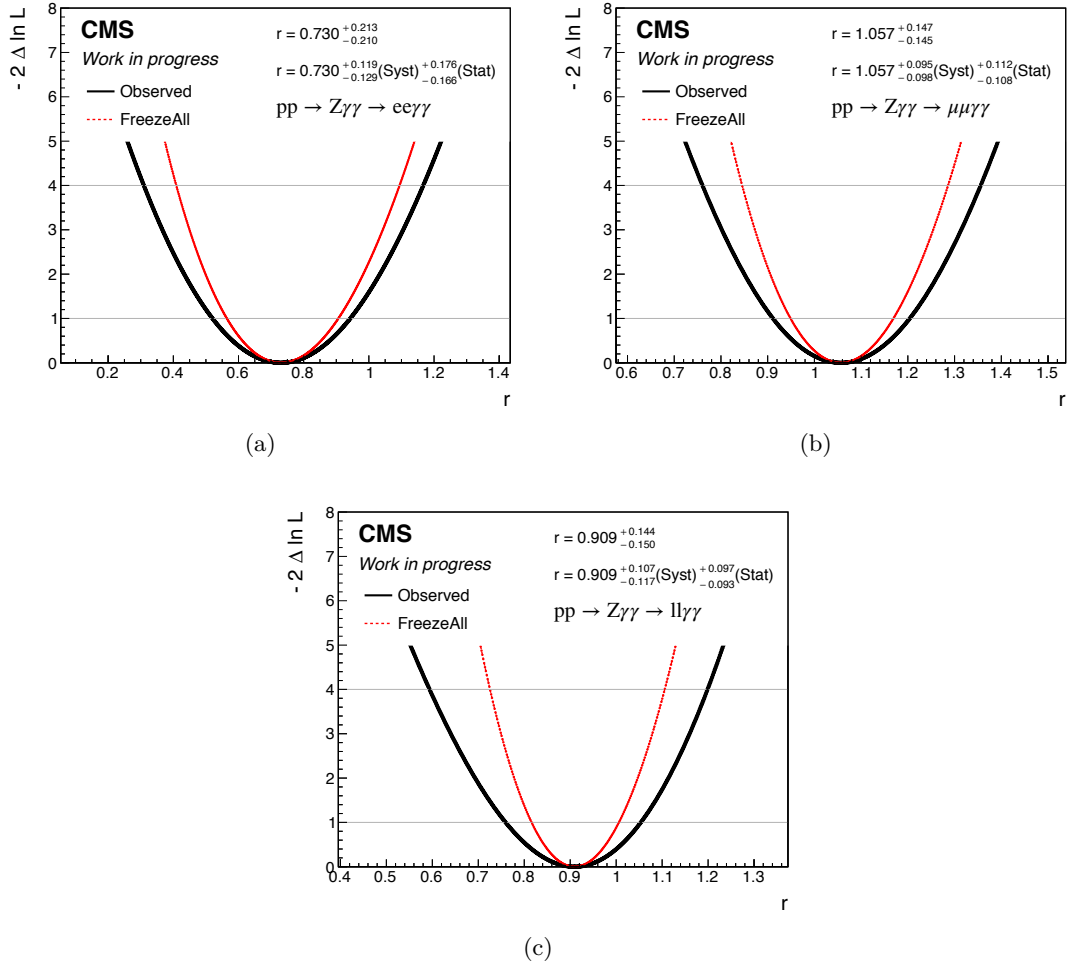 CMS
Work in progress
Observed
FreezeAll
r = 0.730 +0.213 -0.210
r = 0.730 +0.119 -0.129 (Syst) +0.176 -0.166 (Stat)
pp → Zγγ → eeγγ
- 2 Δ ln L
8
7
6
5
4
3
2
1
0
0.2 0.4 0.6 0.8 1 1.2 1.4
r
(a)
CMS
Work in progress
Observed
FreezeAll
r = 1.057 +0.147 -0.145
r = 1.057 +0.095 -0.098 (Syst) +0.112 -0.108 (Stat)
pp → Zγγ → μμγγ
- 2 Δ ln L
8
7
6
5
4
3
2
1
0
0.6 0.7 0.8 0.9 1 1.1 1.2 1.3 1.4 1.5
r
(b)
CMS
Work in progress
Observed
FreezeAll
r = 0.909 +0.144 -0.150
r = 0.909 +0.107 -0.117 (Syst) +0.097 -0.093 (Stat)
pp → Zγγ → llγγ
- 2 Δ ln L
8
7
6
5
4
3
2
1
0
0.4 0.5 0.6 0.7 0.8 0.9 1 1.1 1.2 1.3
r
(c)